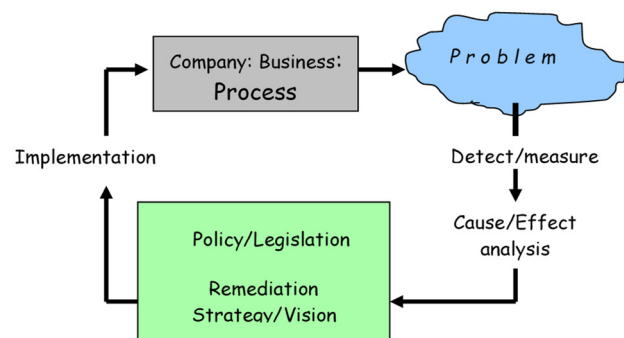 Company: Business:
Process
Problem
Implementation
Detect/measure
Cause/Effect
analysis
Policy/Legislation
Remediation
Strategy/Vision